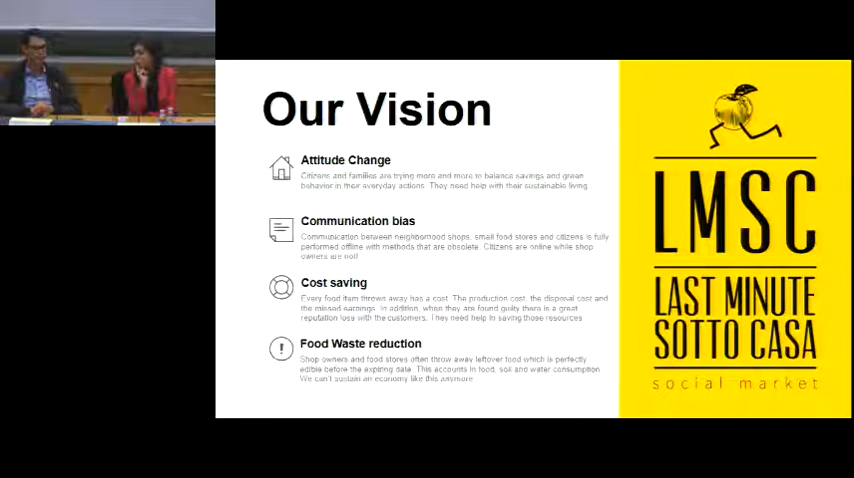 Our Vision
Attitude Change
Citizens and families are trying more and more to balance savings and green
behavior in their everyday actions. They need help with their sustainable living
Communication bias
Communication between neighborhood shops, small food stores and citizens is fully
performed offline with methods that are obsolete. Citizens are online while shop
owners are not!
Cost saving
Every food item throws away has a cost. The production cost, the disposal cost and
the missed earnings. In addition, when they are found guilty there is a great
reputation loss with the customers. They need help in saving those resources
Food Waste reduction
Shop owners and food stores often throw away leftover food which is perfectly
edible before the expiring date. This accounts in food, soil and water consumption
We can't sustain an economy like this anymore
LMSC
LAST MINUTE
SOTTO CASA
social market